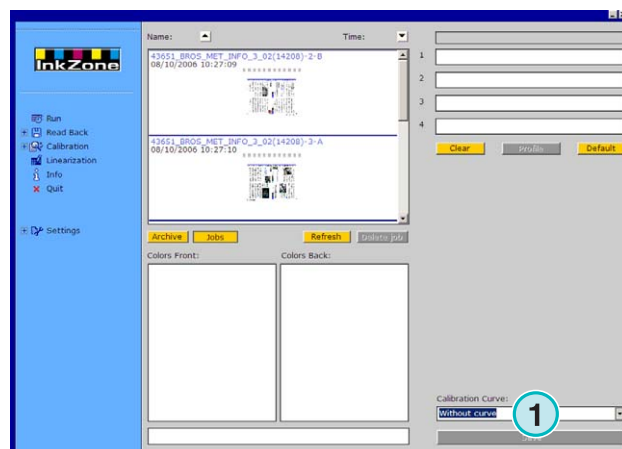 InkZone
Run
Read Back
Calibration
Linearization
Info
Quit
Settings
Name:
Time:
43651_BROS_MET_INFO_3_02(14208)-2-B
08/10/2006 10:27:09
43651_BROS_MET_INFO_3_02(14208)-3-A
08/10/2006 10:27:10
Archive
Jobs
Refresh
Delete job
Colors Front:
Colors Back:
1
2
3
4
Clear
Profile
Default
Calibration Curve:
Without curve
1
Save